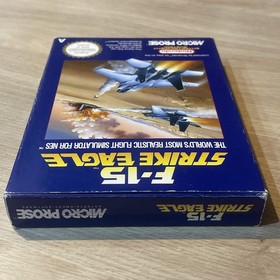 MICRO PROSE
F-15
STRIKE EAGLE
THE WORLD'S MOST REALISTIC FLIGHT SIMULATOR FOR NES
F-15
STRIKE EAGLE
MICRO PROSE